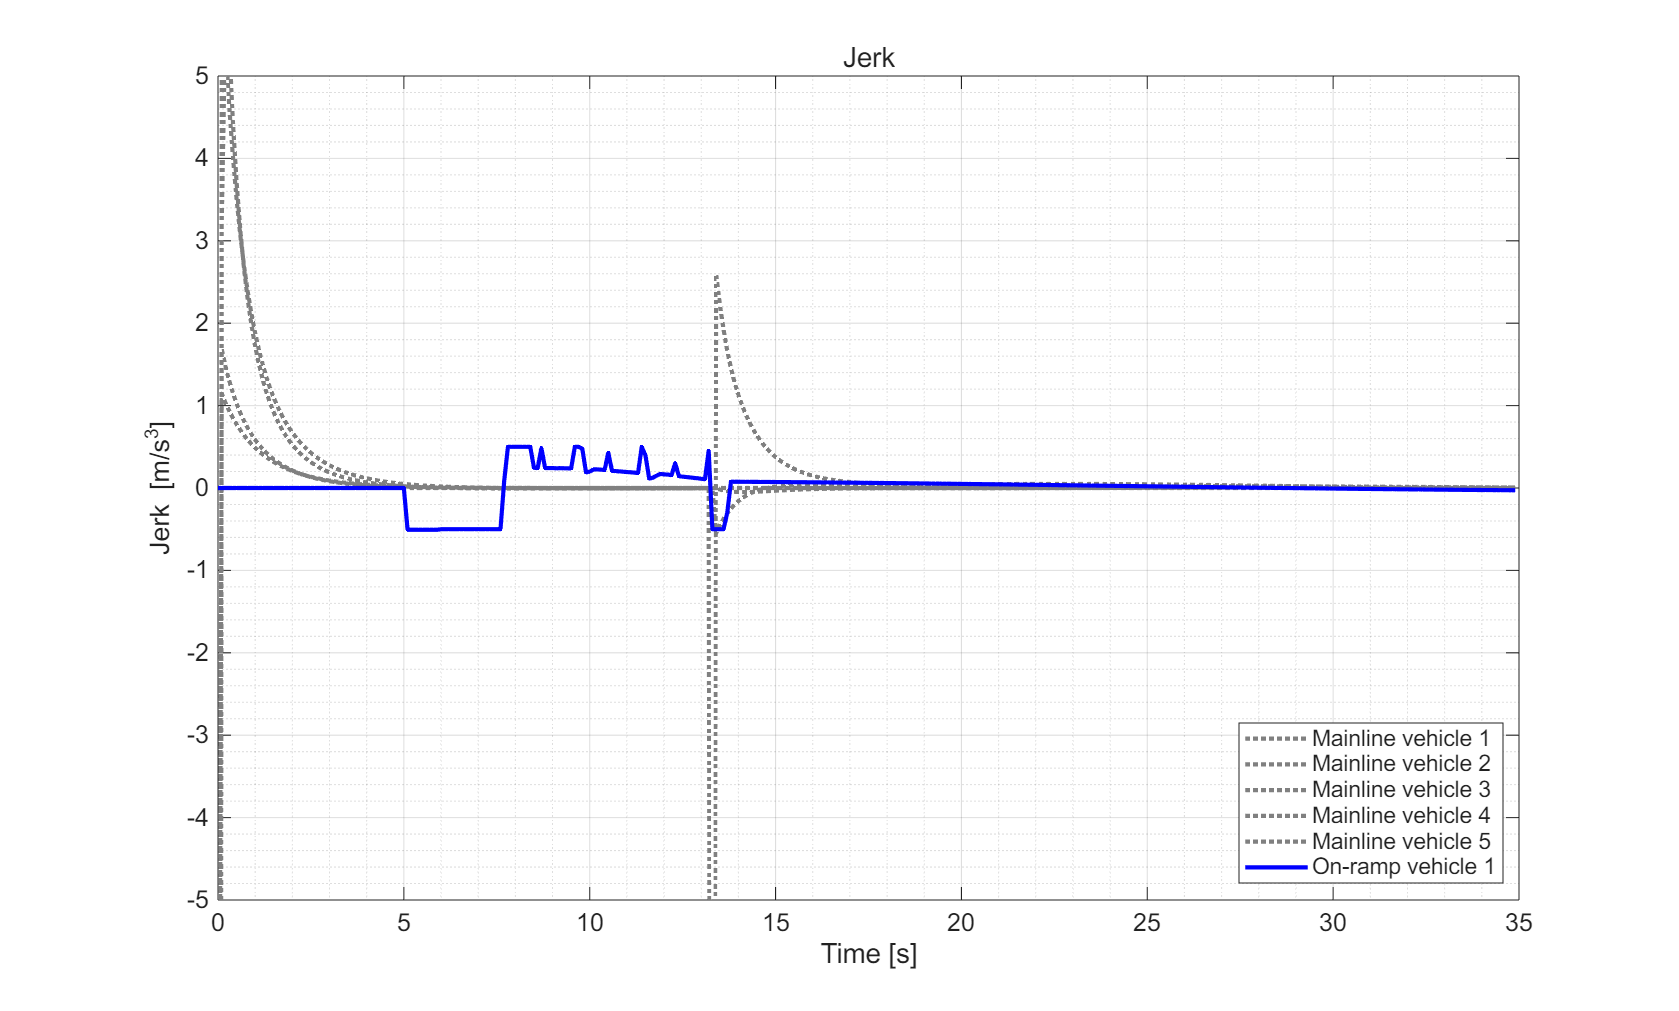 Jerk
5
4
3
2
1
0
-1
-2
-3
-4
-5
Jerk [m/s³]
0 5 10 15 20 25 30 35
Time [s]
Mainline vehicle 1
Mainline vehicle 2
Mainline vehicle 3
Mainline vehicle 4
Mainline vehicle 5
On-ramp vehicle 1